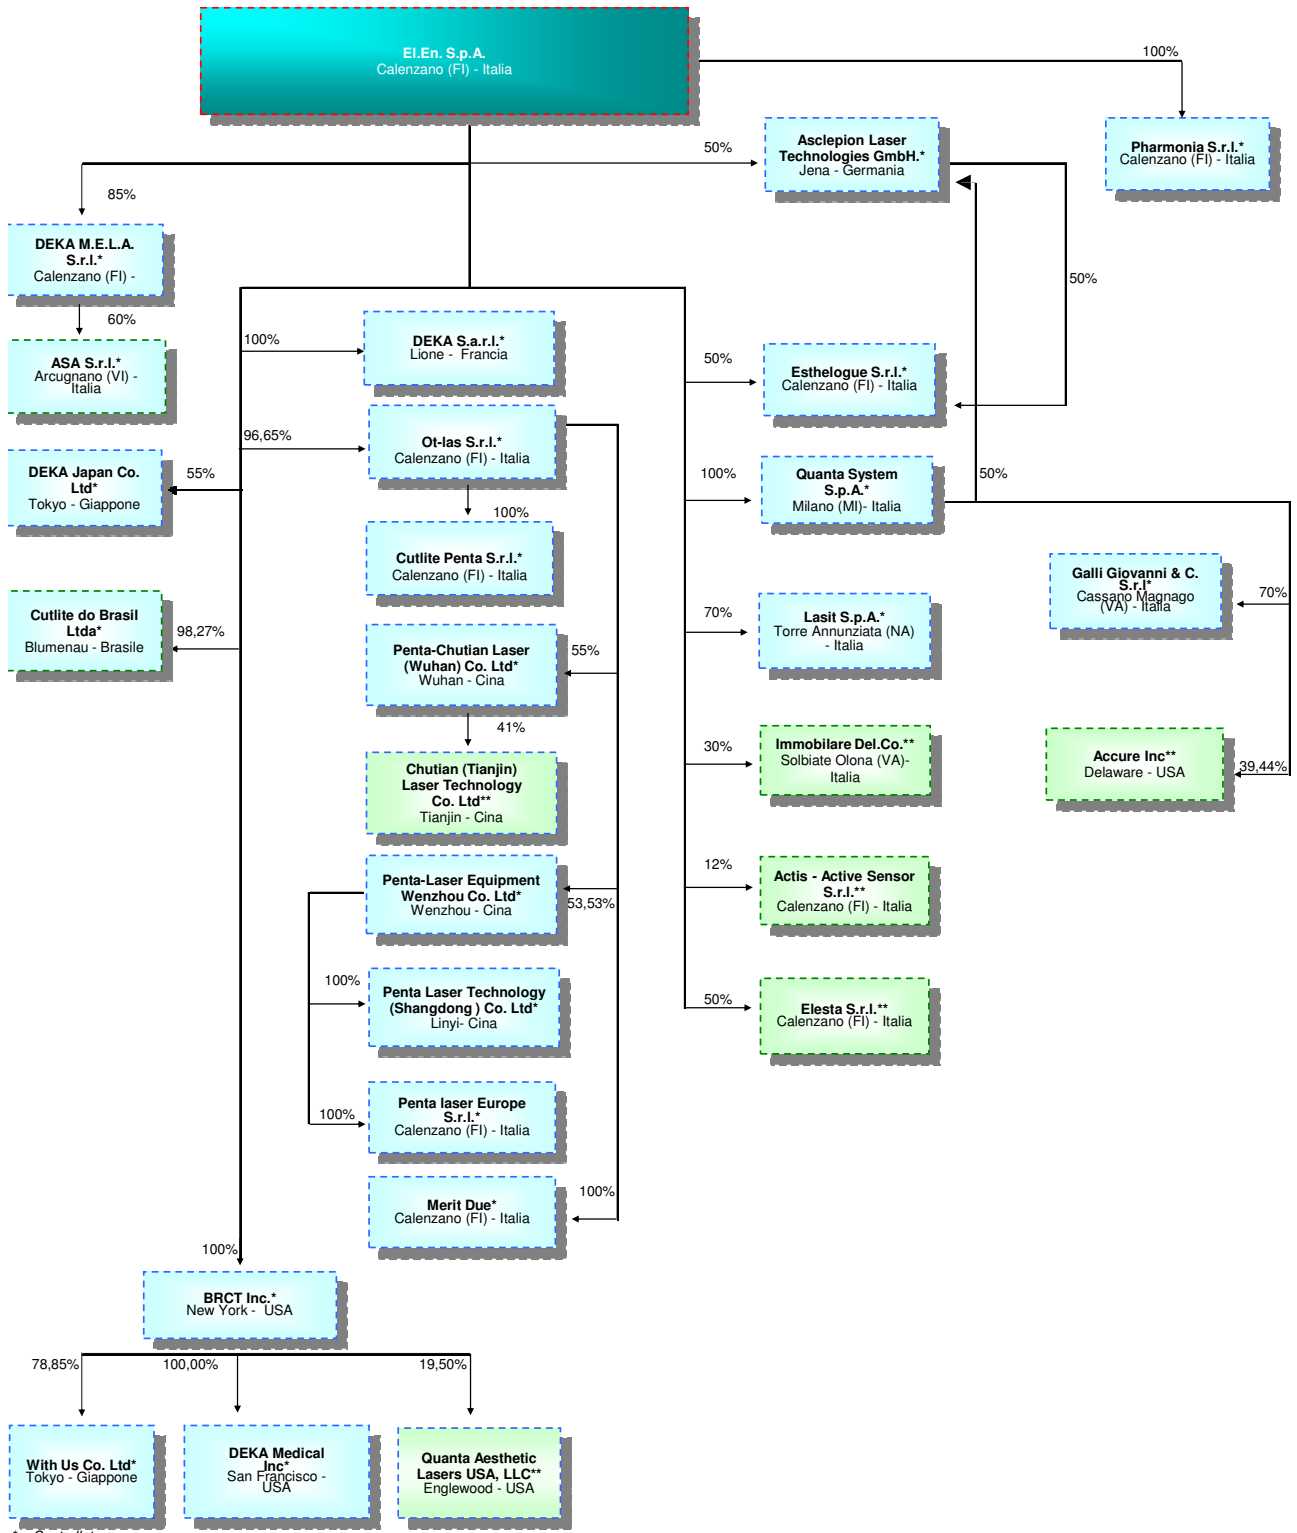 El.En. S.p.A.
Calenzano (FI) - Italia
100%
50%
Asclepion Laser
Technologies GmbH.*
Jena - Germania
Pharmonia S.r.l.*
Calenzano (FI) - Italia
85%
DEKA M.E.L.A.
S.r.l.*
Calenzano (FI) -
50%
60%
ASA S.r.l.*
Arcugnano (VI) -
Italia
100%
DEKA S.a.r.l.*
Lione - Francia
50%
Esthelogue S.r.l.*
Calenzano (FI) - Italia
96,65%
Ot-las S.r.l.*
Calenzano (FI) - Italia
DEKA Japan Co.
Ltd*
Tokyo - Giappone
55%
100%
Quanta System
S.p.A.*
Milano (MI)- Italia
50%
100%
Cutlite Penta S.r.l.*
Calenzano (FI) - Italia
Galli Giovanni & C.
S.r.l*
Cassano Magnago
(VA) - Italia
70%
Cutlite do Brasil
Ltda*
Blumenau - Brasile
98,27%
70%
Lasit S.p.A.*
Torre Annunziata (NA)
- Italia
Penta-Chutian Laser
(Wuhan) Co. Ltd*
Wuhan - Cina
55%
41%
Chutian (Tianjin)
Laser Technology
Co. Ltd**
Tianjin - Cina
30%
Immobilare Del.Co.**
Solbiate Olona (VA)-
Italia
Accure Inc**
Delaware - USA
39,44%
Penta-Laser Equipment
Wenzhou Co. Ltd*
Wenzhou - Cina
53,53%
12%
Actis - Active Sensor
S.r.l.**
Calenzano (FI) - Italia
100%
Penta Laser Technology
(Shangdong ) Co. Ltd*
Linyi- Cina
50%
Elesta S.r.l.**
Calenzano (FI) - Italia
100%
Penta laser Europe
S.r.l.*
Calenzano (FI) - Italia
Merit Due*
Calenzano (FI) - Italia
100%
100%
BRCT Inc.*
New York - USA
78,85%
100,00%
19,50%
With Us Co. Ltd*
Tokyo - Giappone
DEKA Medical
Inc*
San Francisco -
USA
Quanta Aesthetic
Lasers USA, LLC**
Englewood - USA